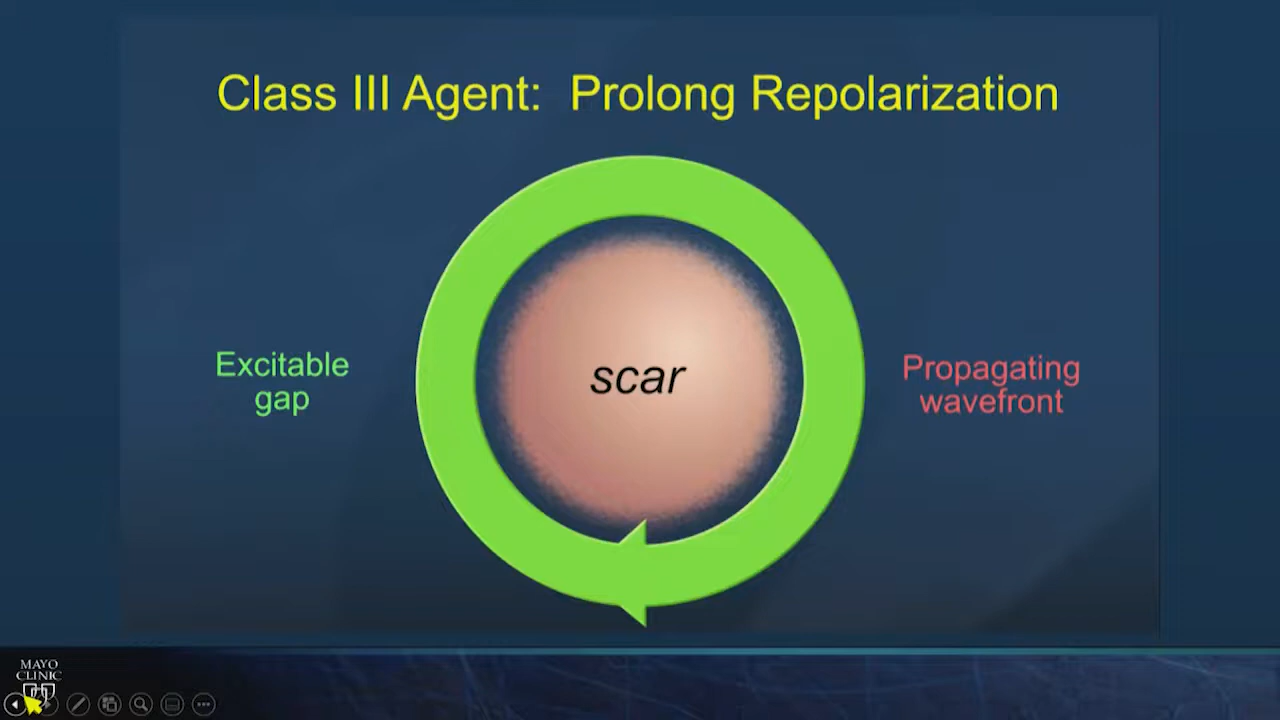 Class III Agent: Prolong Repolarization
Excitable
gap
scar
Propagating
wavefront
MAYO
CLINIC